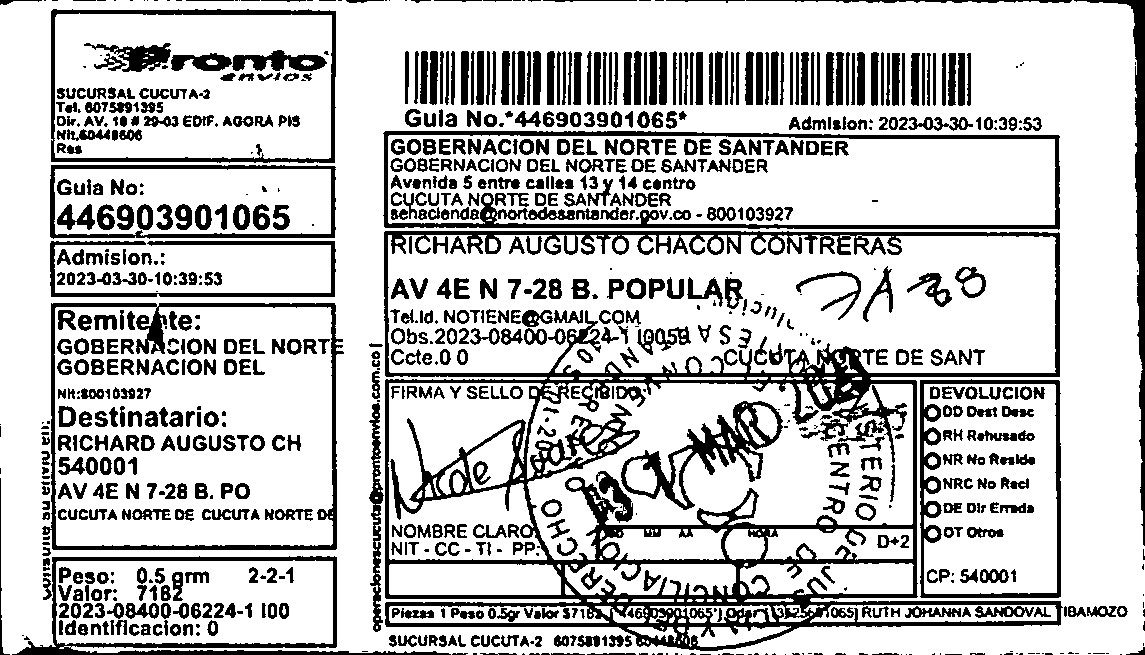 Pronto
envios
SUCURSAL CUCUTA-2
Tel. 6075891395
Dir. AV. 18 # 29-03 EDIF. AGORA PIS
Nit.60448606
Res
Guia No:
446903901065
Admision.:
2023-03-30-10:39:53
Remitente:
GOBERNACION DEL NORTE
GOBERNACION DEL
Nit:800103927
Destinatario:
RICHARD AUGUSTO CH
540001
AV 4E N 7-28 B. PO
CUCUTA NORTE DE CUCUTA NORTE DE
Peso: 0.5 grm 2-2-1
Valor: 7182
2023-08400-06224-1 I00
Identificacion: 0
operacionescucuta@prontoenvios.com.co
Guia No.*446903901065*
Admision: 2023-03-30-10:39:53
GOBERNACION DEL NORTE DE SANTANDER
GOBERNACION DEL NORTE DE SANTANDER
Avenida 5 entre calles 13 y 14 centro
CUCUTA NORTE DE SANTANDER
sehacienda@nortedesantander.gov.co - 800103927
RICHARD AUGUSTO CHACON CONTRERAS
AV 4E N 7-28 B. POPULAR
Tel.Id. NOTIENE@GMAIL.COM
Obs.2023-08400-06224-1 I0059
Ccte.0 0 CUCUTA NORTE DE SANT
FIRMA Y SELLO DE RECIBIDO
MAR
NOMBRE CLARO
NIT - CC - TI - PP:
MM AA HORA
D+2
DEVOLUCION
DD Dest Desc
RH Rehusado
NR No Reside
NRC No Recl
DE Dir Errada
OT Otros
CP: 540001
Piezas 1 Peso 0.5gr Valor $7182 RUTH JOHANNA SANDOVAL TIBAMOZO
SUCURSAL CUCUTA-2 6075891395 60448606